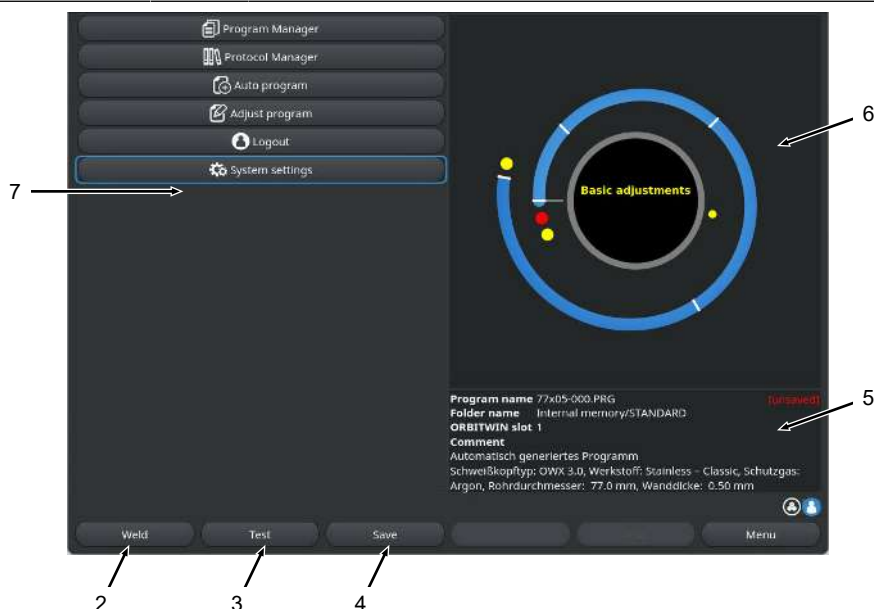 Program Manager
Protocol Manager
Auto program
Adjust program
Logout
System settings
7
6
Basic adjustments
Program name 77x05-000.PRG [unsaved]
Folder name Internal memory/STANDARD
ORBITWIN slot 1
Comment
Automatisch generiertes Programm
Schweißkopftyp: OWX 3.0, Werkstoff: Stainless – Classic, Schutzgas:
Argon, Rohrdurchmesser: 77.0 mm, Wanddicke: 0.50 mm
5
Weld Test Save Menu
2 3 4